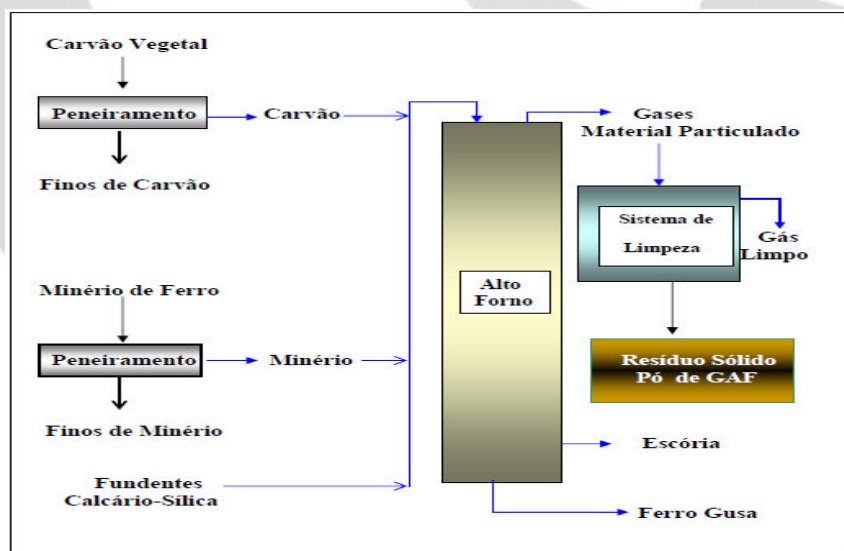 Carvão Vegetal
Peneiramento
Carvão
Finos de Carvão
Minério de Ferro
Peneiramento
Minério
Finos de Minério
Fundentes
Calcário-Sílica
Alto
Forno
Gases
Material Particulado
Sistema de
Limpeza
Gás
Limpo
Resíduo Sólido
Pó de GAF
Escória
Ferro Gusa